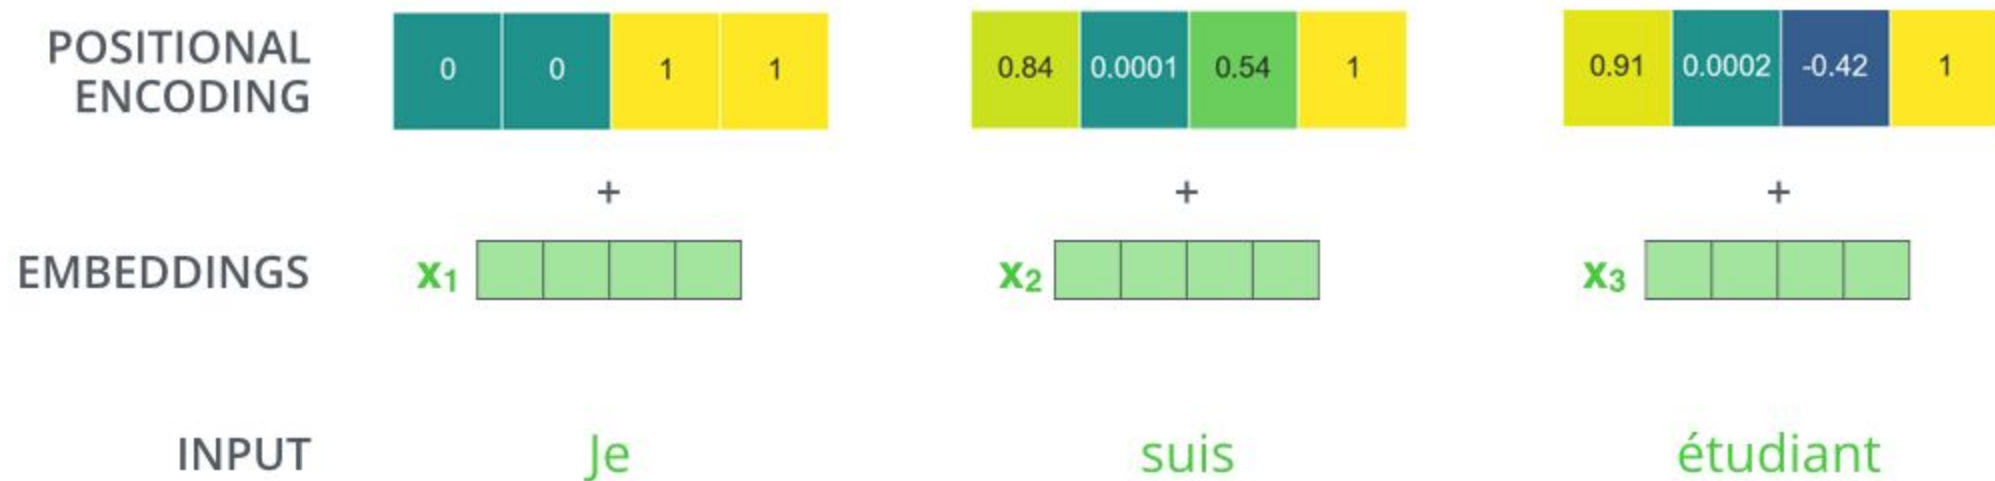 POSITIONAL
ENCODING
0 0 1 1
0.84 0.0001 0.54 1
0.91 0.0002 -0.42 1
+ + +
EMBEDDINGS
x1 x2 x3
INPUT
Je suis étudiant